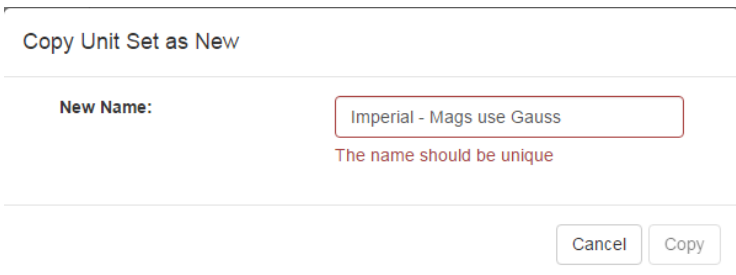 Copy Unit Set as New
New Name:
Imperial - Mags use Gauss
The name should be unique
Cancel Copy